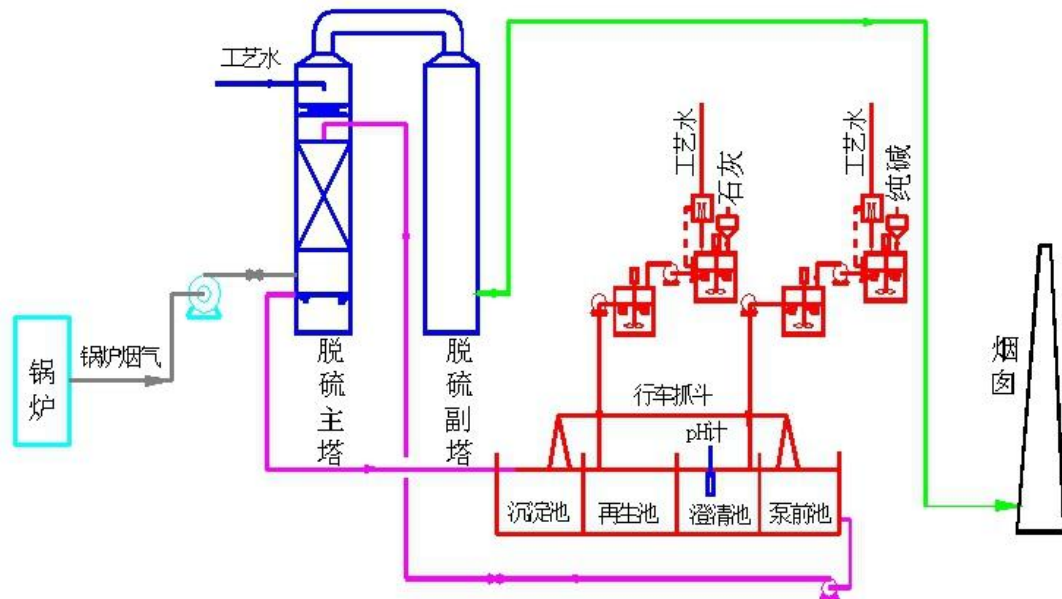 工艺水
工艺水
石灰
工艺水
纯碱
锅炉
锅炉烟气
脱硫主塔
脱硫副塔
行车抓斗
pH计
沉淀池
再生池
澄清池
泵前池
烟囱